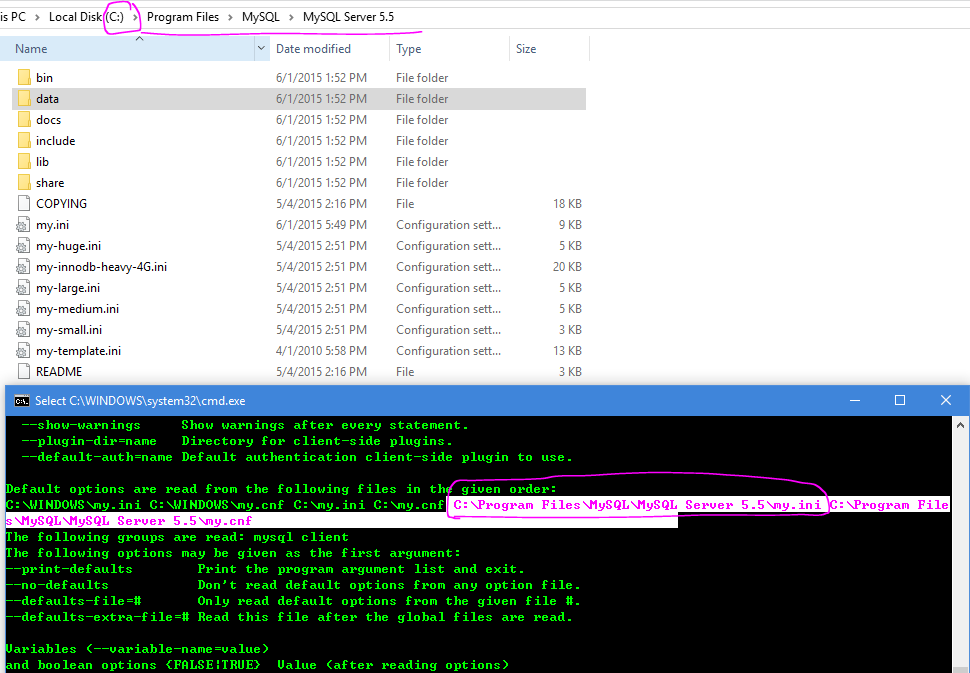 is PC › Local Disk (C:) › Program Files › MySQL › MySQL Server 5.5
Name Date modified Type Size
bin 6/1/2015 1:52 PM File folder
data 6/1/2015 1:52 PM File folder
docs 6/1/2015 1:52 PM File folder
include 6/1/2015 1:52 PM File folder
lib 6/1/2015 1:52 PM File folder
share 6/1/2015 1:52 PM File folder
COPYING 5/4/2015 2:16 PM File 18 KB
my.ini 6/1/2015 5:49 PM Configuration sett... 9 KB
my-huge.ini 5/4/2015 2:51 PM Configuration sett... 5 KB
my-innodb-heavy-4G.ini 5/4/2015 2:51 PM Configuration sett... 20 KB
my-large.ini 5/4/2015 2:51 PM Configuration sett... 5 KB
my-medium.ini 5/4/2015 2:51 PM Configuration sett... 5 KB
my-small.ini 5/4/2015 2:51 PM Configuration sett... 3 KB
my-template.ini 4/1/2010 5:58 PM Configuration sett... 13 KB
README 5/4/2015 2:16 PM File 3 KB
C:\. Select C:\WINDOWS\system32\cmd.exe
--show-warnings Show warnings after every statement.
--plugin-dir=name Directory for client-side plugins.
--default-auth=name Default authentication client-side plugin to use.
Default options are read from the following files in the given order:
C:\WINDOWS\my.ini C:\WINDOWS\my.cnf C:\my.ini C:\my.cnf C:\Program Files\MySQL\MySQL Server 5.5\my.ini C:\Program File
s\MySQL\MySQL Server 5.5\my.cnf
The following groups are read: mysql client
The following options may be given as the first argument:
--print-defaults Print the program argument list and exit.
--no-defaults Don't read default options from any option file.
--defaults-file=# Only read default options from the given file #.
--defaults-extra-file=# Read this file after the global files are read.
Variables (--variable-name=value)
and boolean options {FALSE|TRUE} Value (after reading options)